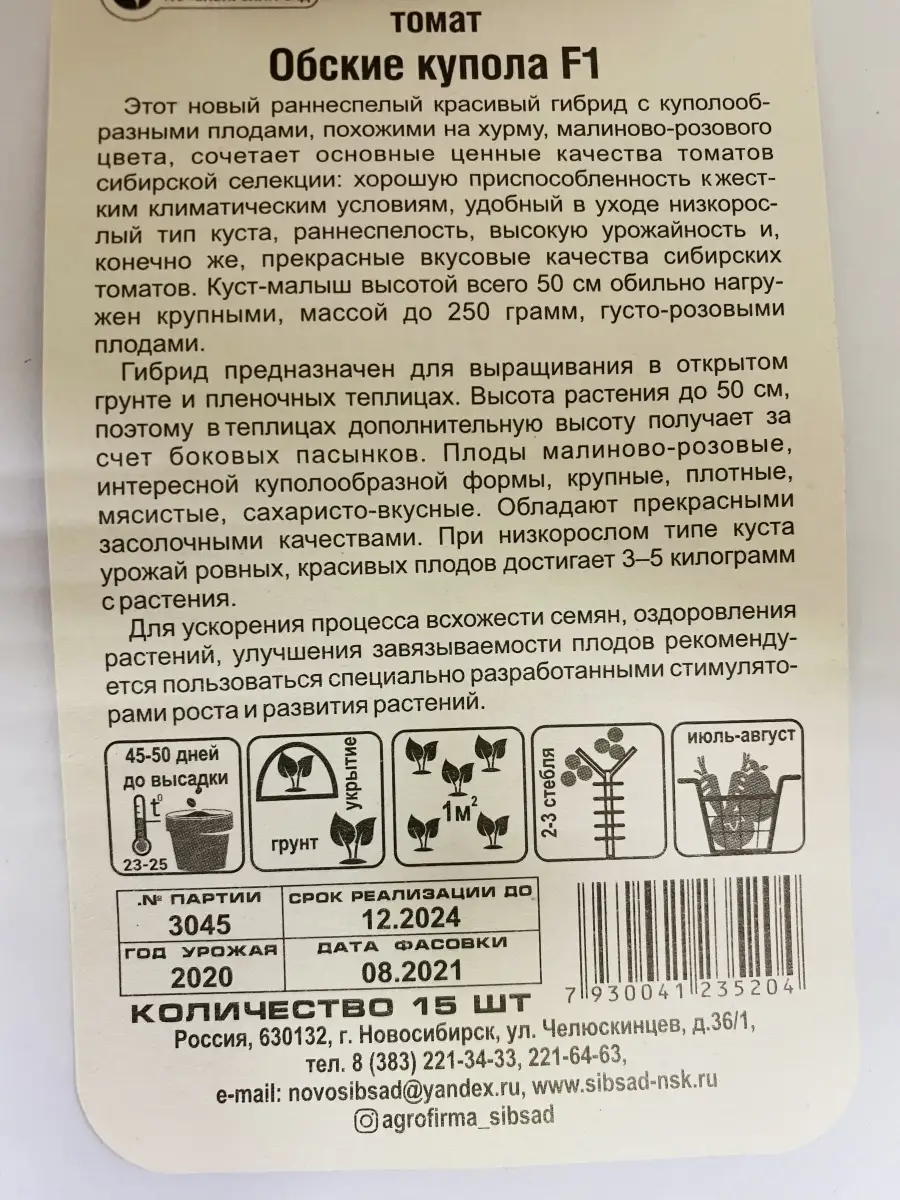 томат
Обские купола F1
Этот новый раннеспелый красивый гибрид с куполооб-
разными плодами, похожими на хурму, малиново-розового
цвета, сочетает основные ценные качества томатов
сибирской селекции: хорошую приспособленность к жест-
ким климатическим условиям, удобный в уходе низкорос-
лый тип куста, раннеспелость, высокую урожайность и,
конечно же, прекрасные вкусовые качества сибирских
томатов. Куст-малыш высотой всего 50 см обильно нагру-
жен крупными, массой до 250 грамм, густо-розовыми
плодами.
Гибрид предназначен для выращивания в открытом
грунте и пленочных теплицах. Высота растения до 50 см,
поэтому в теплицах дополнительную высоту получает за
счет боковых пасынков. Плоды малиново-розовые,
интересной куполообразной формы, крупные, плотные,
мясистые, сахаристо-вкусные. Обладают прекрасными
засолочными качествами. При низкорослом типе куста
урожай ровных, красивых плодов достигает 3–5 килограмм
с растения.
Для ускорения процесса всхожести семян, оздоровления
растений, улучшения завязываемости плодов рекоменду-
ется пользоваться специально разработанными стимулято-
рами роста и развития растений.
45-50 дней
до высадки
t°
23-25
укрытие
грунт
1м²
2-3 стебля
июль-август
.№ ПАРТИИ
3045
СРОК РЕАЛИЗАЦИИ ДО
12.2024
ГОД УРОЖАЯ
2020
ДАТА ФАСОВКИ
08.2021
7 930041 235204
КОЛИЧЕСТВО 15 ШТ
Россия, 630132, г. Новосибирск, ул. Челюскинцев, д.36/1,
тел. 8 (383) 221-34-33, 221-64-63,
e-mail: novosibsad@yandex.ru, www.sibsad-nsk.ru
agrofirma_sibsad